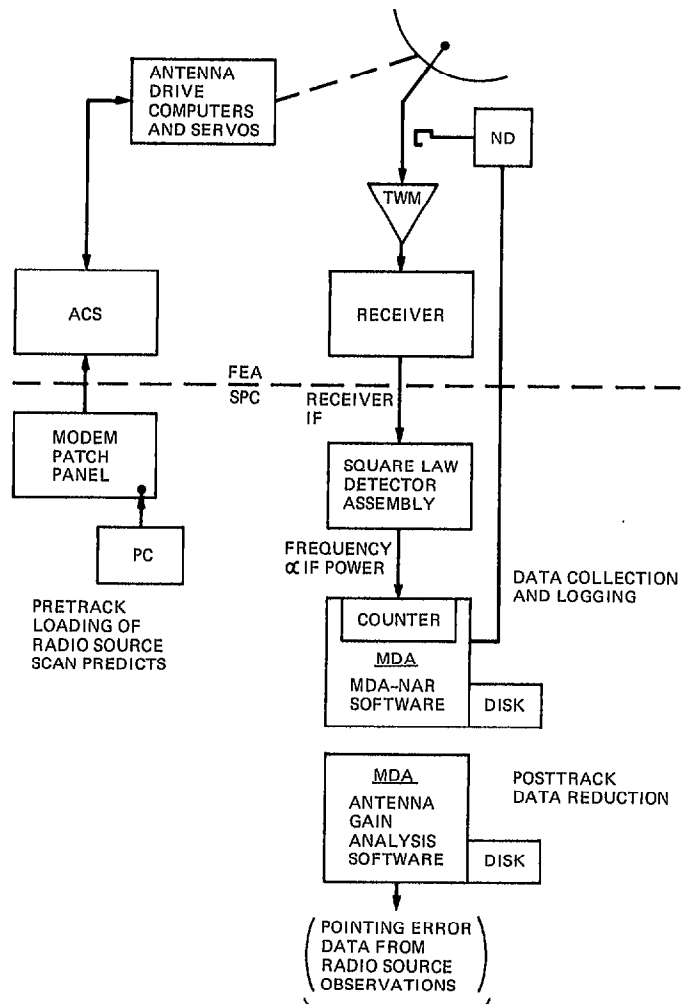 ANTENNA
DRIVE
COMPUTERS
AND SERVOS
ND
TWM
ACS
RECEIVER
FEA
SPC
RECEIVER
IF
MODEM
PATCH
PANEL
SQUARE LAW
DETECTOR
ASSEMBLY
PC
FREQUENCY
∝ IF POWER
DATA COLLECTION
AND LOGGING
PRETRACK
LOADING OF
RADIO SOURCE
SCAN PREDICTS
COUNTER
MDA
MDA-NAR
SOFTWARE
DISK
MDA
ANTENNA
GAIN
ANALYSIS
SOFTWARE
DISK
POSTTRACK
DATA REDUCTION
POINTING ERROR
DATA FROM
RADIO SOURCE
OBSERVATIONS